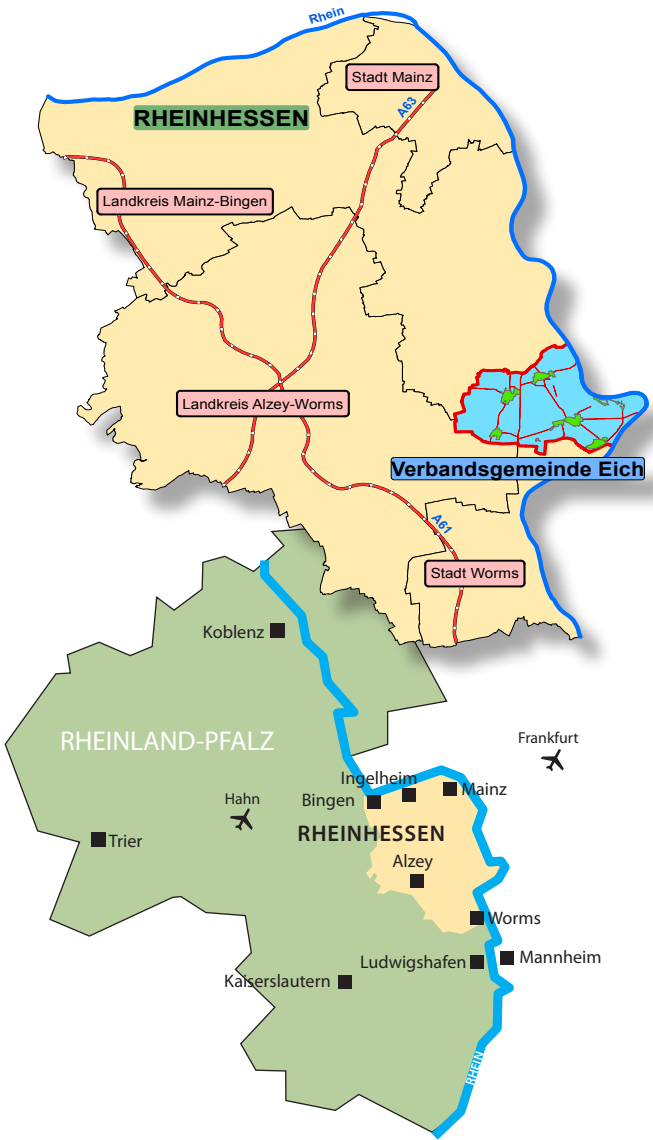 Rhein
Stadt Mainz
A63
RHEINHESSEN
Landkreis Mainz-Bingen
Landkreis Alzey-Worms
Verbandsgemeinde Eich
A61
Stadt Worms
Koblenz
RHEINLAND-PFALZ
Frankfurt
Ingelheim
Hahn
Bingen
Mainz
RHEINHESSEN
Trier
Alzey
Worms
Ludwigshafen
Mannheim
Kaiserslautern
RHEIN